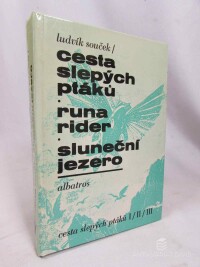 ludvík souček/
cesta
slepých
ptáků
·
runa
rider
·
sluneční
jezero
albatros
cesta slepých ptáků I/II/III